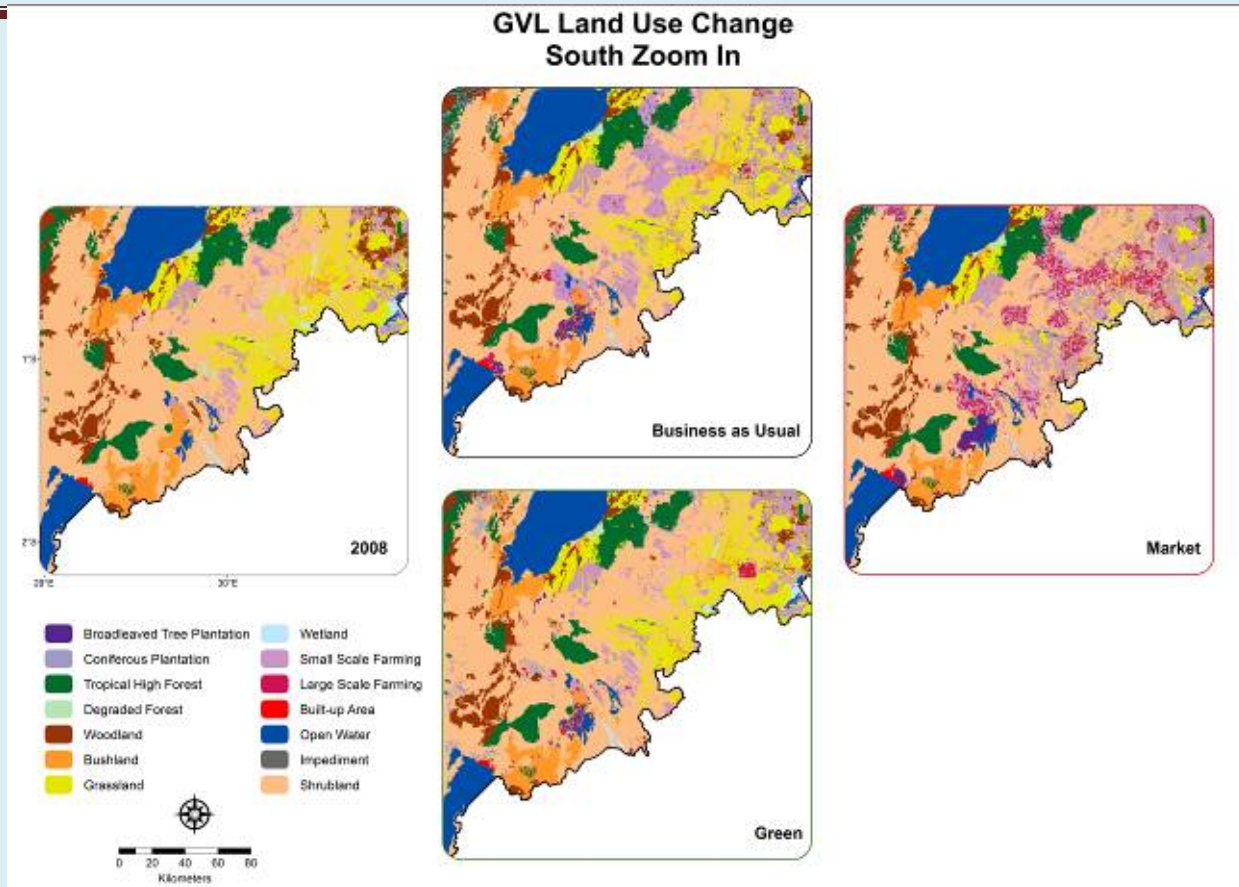 GVL Land Use Change
South Zoom In
Business as Usual
1°S
2°S
2008
30°E
Market
Green
Broadleaved Tree Plantation
Coniferous Plantation
Tropical High Forest
Degraded Forest
Woodland
Bushland
Grassland
Wetland
Small Scale Farming
Large Scale Farming
Built-up Area
Open Water
Impediment
Shrubland
0 20 40 60 80
Kilometers